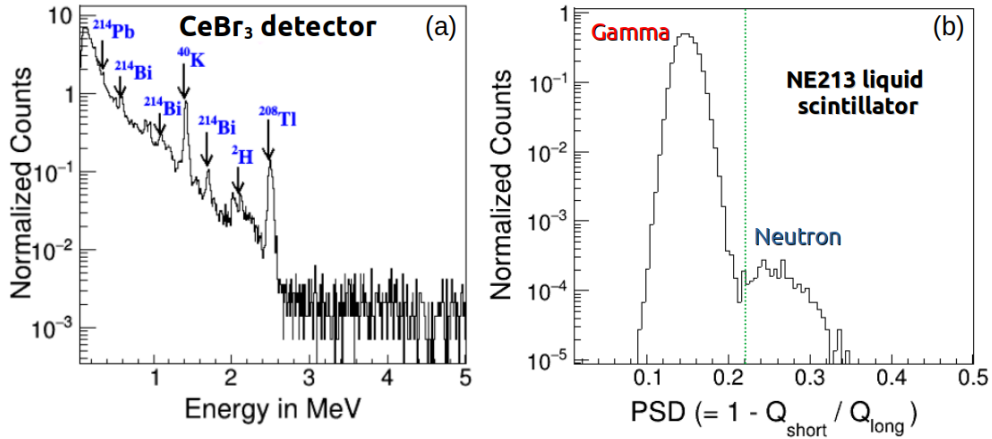 CeBr₃ detector
(a)
²¹⁴Pb
²¹⁴Bi
²¹⁴Bi
⁴⁰K
²¹⁴Bi
²H
²⁰⁸Tl
Normalized Counts
10
1
10⁻¹
10⁻²
10⁻³
1 2 3 4 5
Energy in MeV
(b)
Gamma
NE213 liquid
scintillator
Neutron
Normalized Counts
10⁻¹
10⁻²
10⁻³
10⁻⁴
10⁻⁵
0.1 0.2 0.3 0.4 0.5
PSD (= 1 - Q_short / Q_long )